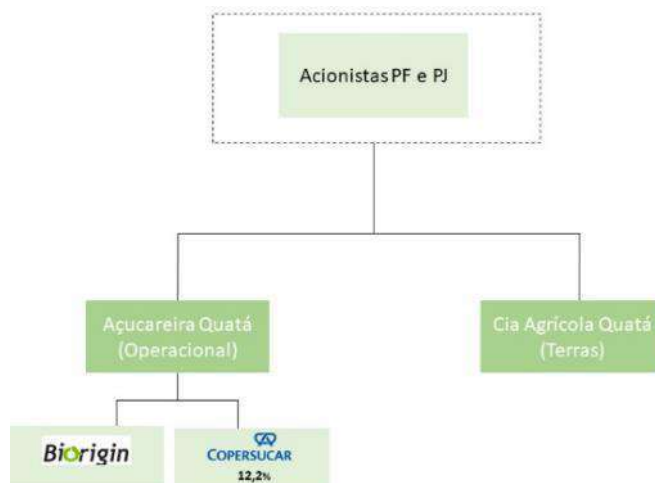 Acionistas PF e PJ
Açucareira Quatá
(Operacional)
Cia Agrícola Quatá
(Terras)
Biorigin
COPERSUCAR
12,2%